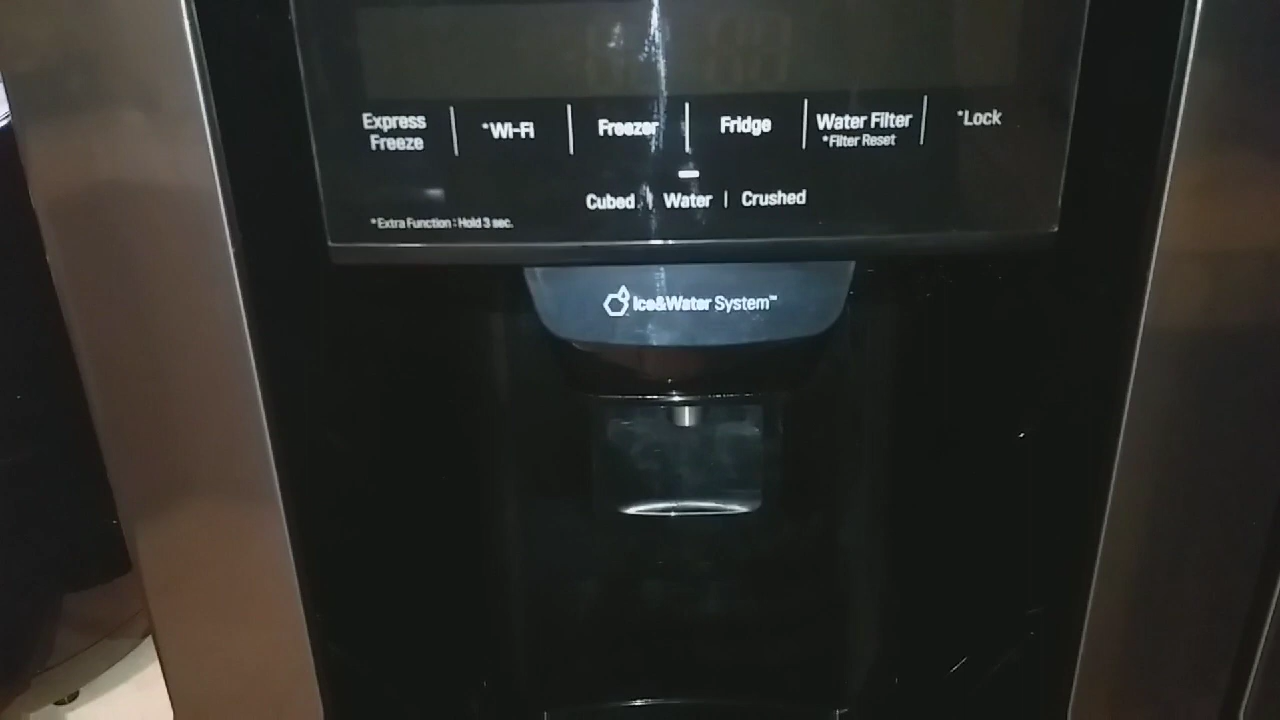 Express Freeze | *Wi-Fi | Freezer | Fridge | Water Filter *Filter Reset | *Lock
Cubed | Water | Crushed
*Extra Function : Hold 3 sec.
Ice&Water System™